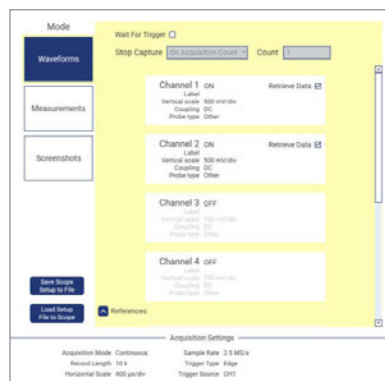 Mode
Waveforms
Measurements
Screenshots
Save Scope
Setup to File
Load Setup
File to Scope
Wait For Trigger
Stop Capture On Acquisition Count Count 1
Channel 1 ON Retrieve Data
Label
Vertical scale 500 mV/div
Coupling DC
Probe type Other
Channel 2 ON Retrieve Data
Label
Vertical scale 500 mV/div
Coupling DC
Probe type Other
Channel 3 OFF
Label
Vertical scale 100 mV/div
Coupling DC
Probe type Other
Channel 4 OFF
Label
Vertical scale
Coupling DC
Probe type Other
References
Acquisition Settings
Acquisition Mode Continuous Sample Rate 2.5 MS/s
Record Length 10 k Trigger Type Edge
Horizontal Scale 400 µs/div Trigger Source CH1